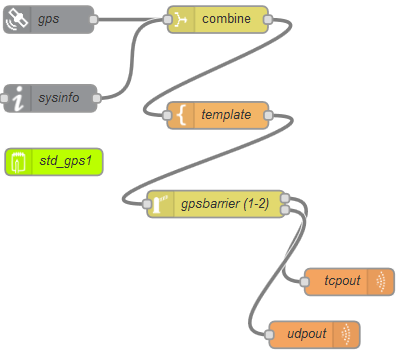 gps
combine
sysinfo
template
std_gps1
gpsbarrier (1-2)
tcpout
udpout